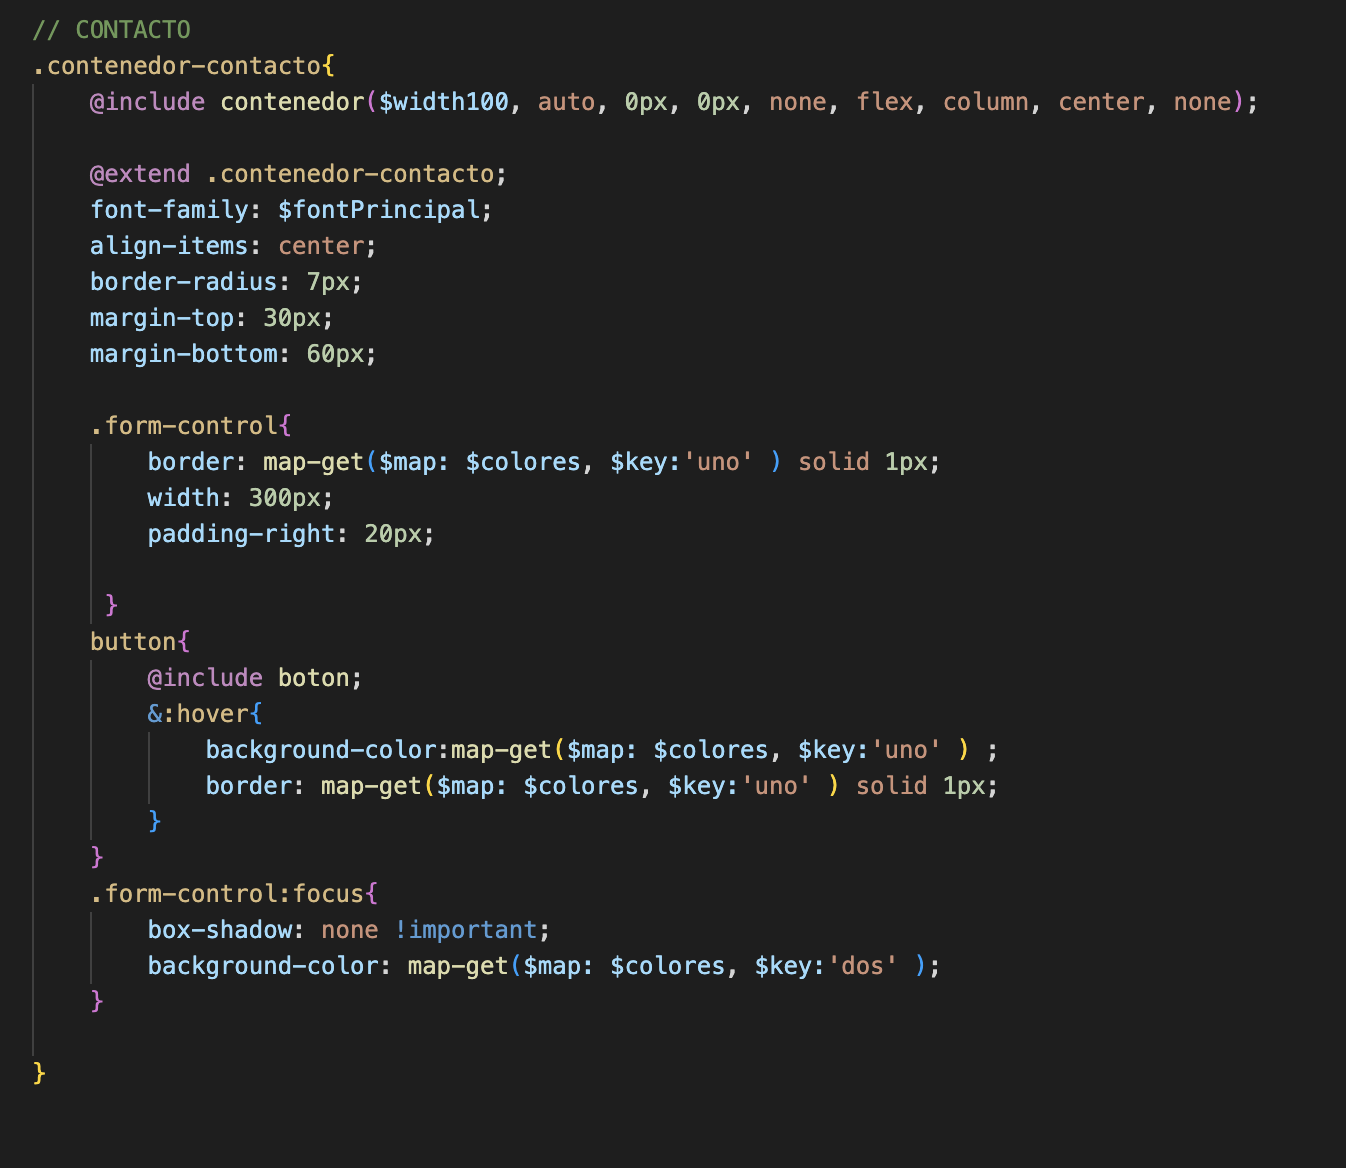 // CONTACTO
.contenedor-contacto{
@include contenedor($width100, auto, 0px, 0px, none, flex, column, center, none);
@extend .contenedor-contacto;
font-family: $fontPrincipal;
align-items: center;
border-radius: 7px;
margin-top: 30px;
margin-bottom: 60px;
.form-control{
border: map-get($map: $colores, $key:'uno' ) solid 1px;
width: 300px;
padding-right: 20px;
}
button{
@include boton;
&:hover{
background-color:map-get($map: $colores, $key:'uno' ) ;
border: map-get($map: $colores, $key:'uno' ) solid 1px;
}
}
.form-control:focus{
box-shadow: none !important;
background-color: map-get($map: $colores, $key:'dos' );
}
}